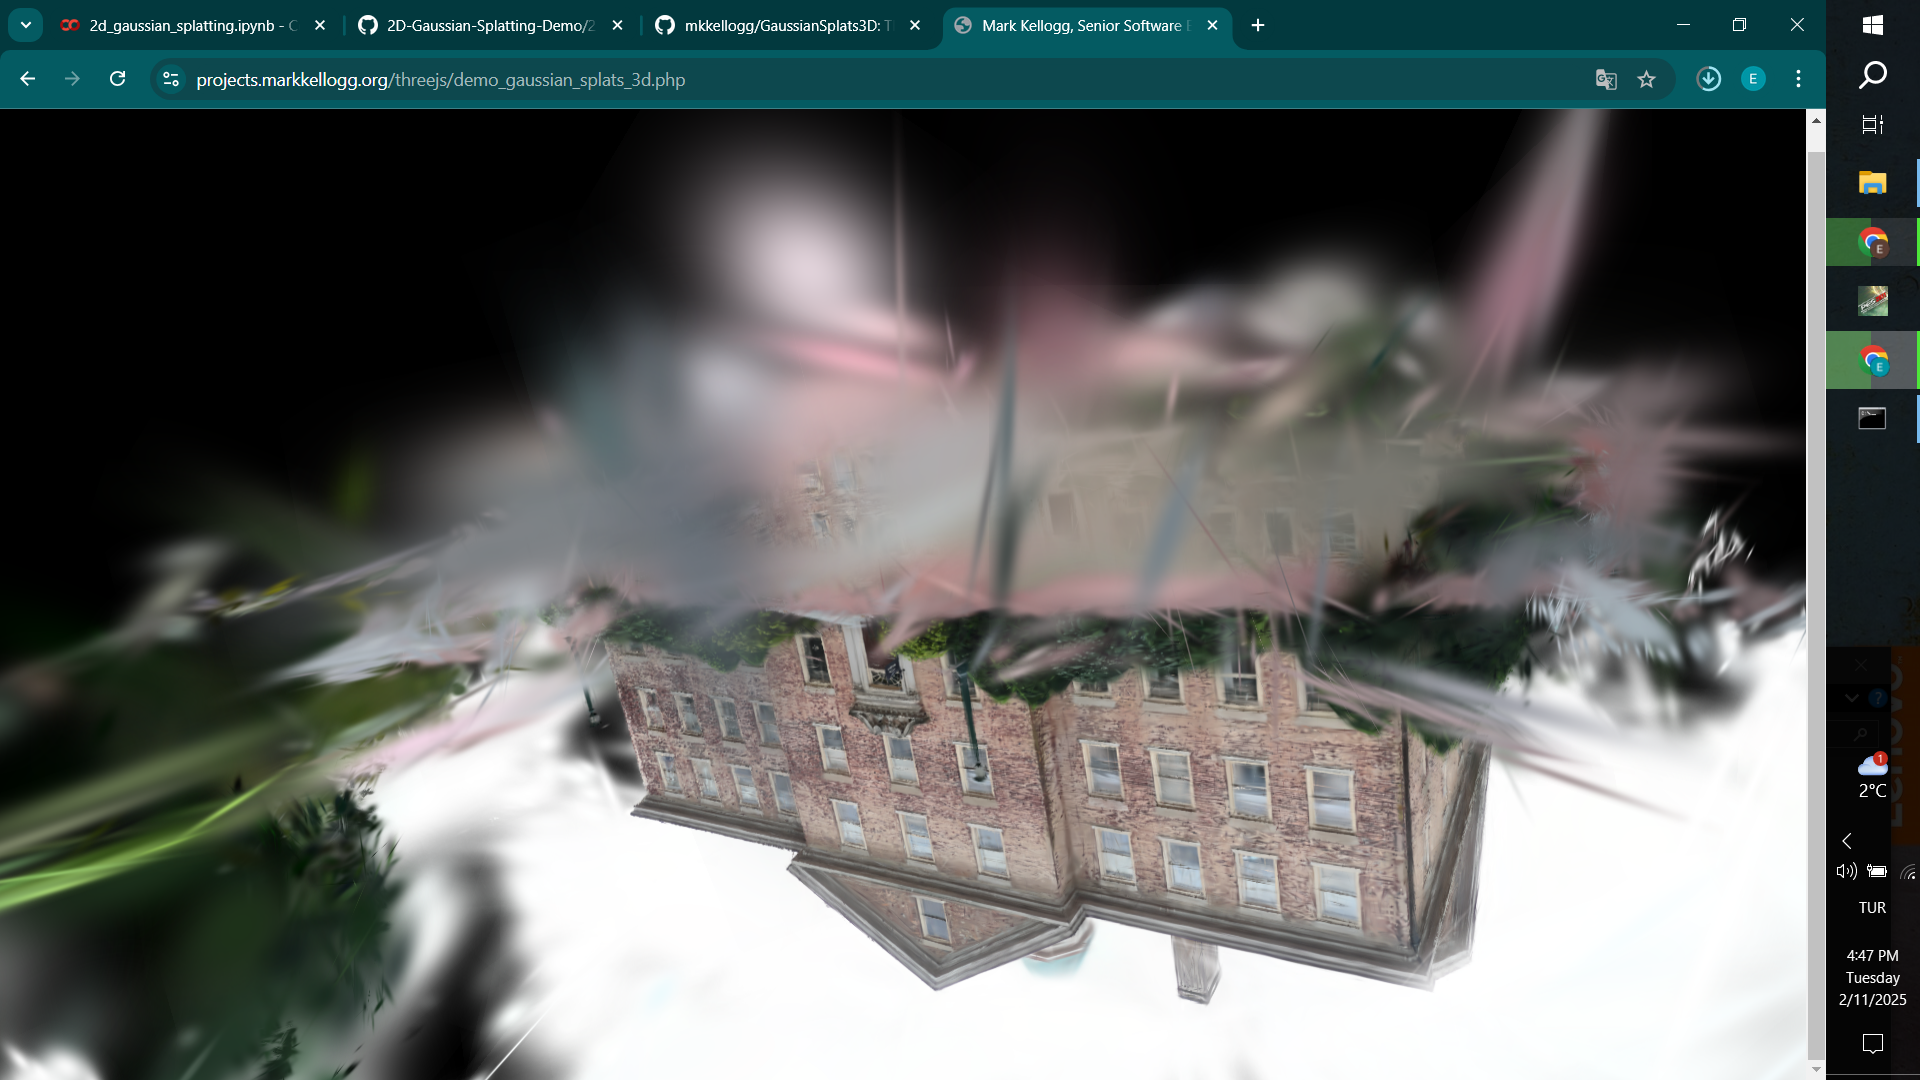 2d_gaussian_splatting.ipynb - C
2D-Gaussian-Splatting-Demo/2
mkkellogg/GaussianSplats3D: T
Mark Kellogg, Senior Software E
projects.markkellogg.org/threejs/demo_gaussian_splats_3d.php
E
E
E
?
1
2°C
TUR
4:47 PM
Tuesday
2/11/2025